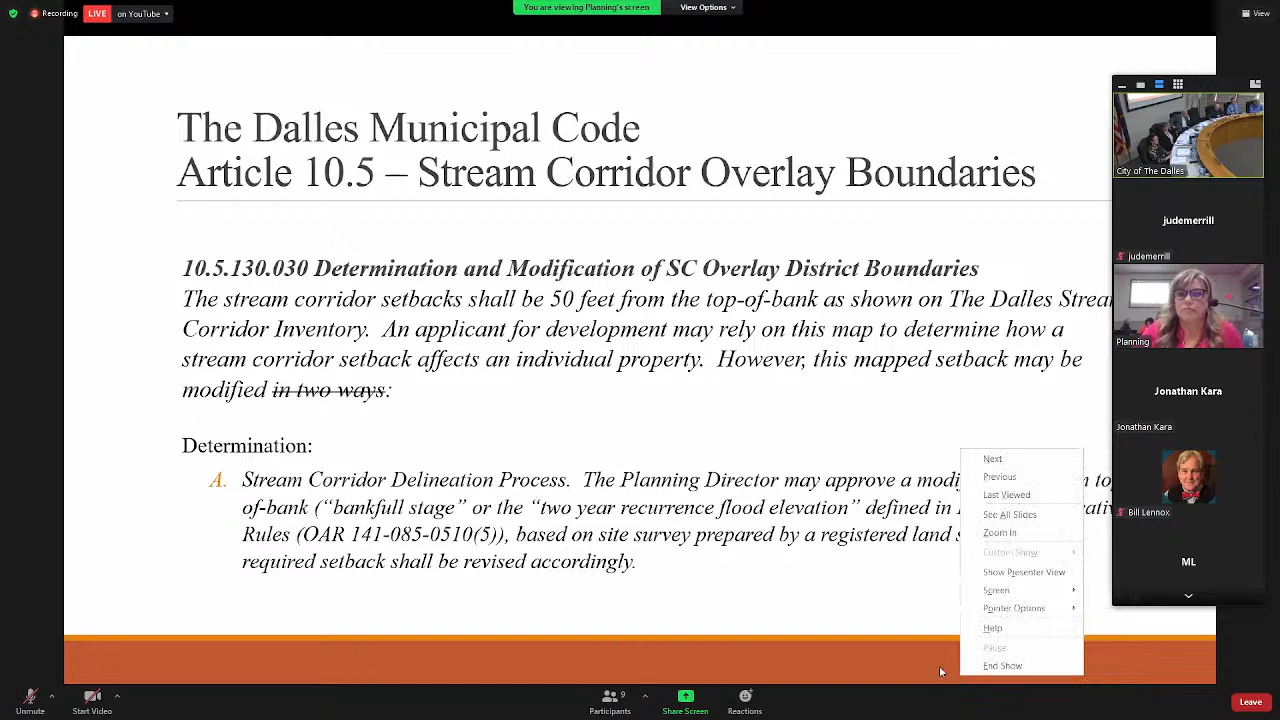 Recording
LIVE
on YouTube
You are viewing Planning's screen
View Options
View
The Dalles Municipal Code
Article 10.5 – Stream Corridor Overlay Boundaries
10.5.130.030 Determination and Modification of SC Overlay District Boundaries
The stream corridor setbacks shall be 50 feet from the top-of-bank as shown on The Dalles
Corridor Inventory. An applicant for development may rely on this map to determine how a
stream corridor setback affects an individual property. However, this mapped setback may be
modified in two ways:
Determination:
A. Stream Corridor Delineation Process. The Planning Director may approve a
of-bank (“bankfull stage” or the “two year recurrence flood elevation” defined in
Rules (OAR 141-085-0510(5)), based on site survey prepared by a registered land
required setback shall be revised accordingly.
Next
Previous
Last Viewed
See All Slides
Zoom In
Custom Show
Show Presenter View
Screen
Pointer Options
Help
Pause
End Show
City of The Dalles
judemerrill
judemerrill
Planning
Jonathan Kara
Jonathan Kara
Bill Lennox
ML
Unmute
Start Video
9
Participants
Share Screen
Reactions
Leave